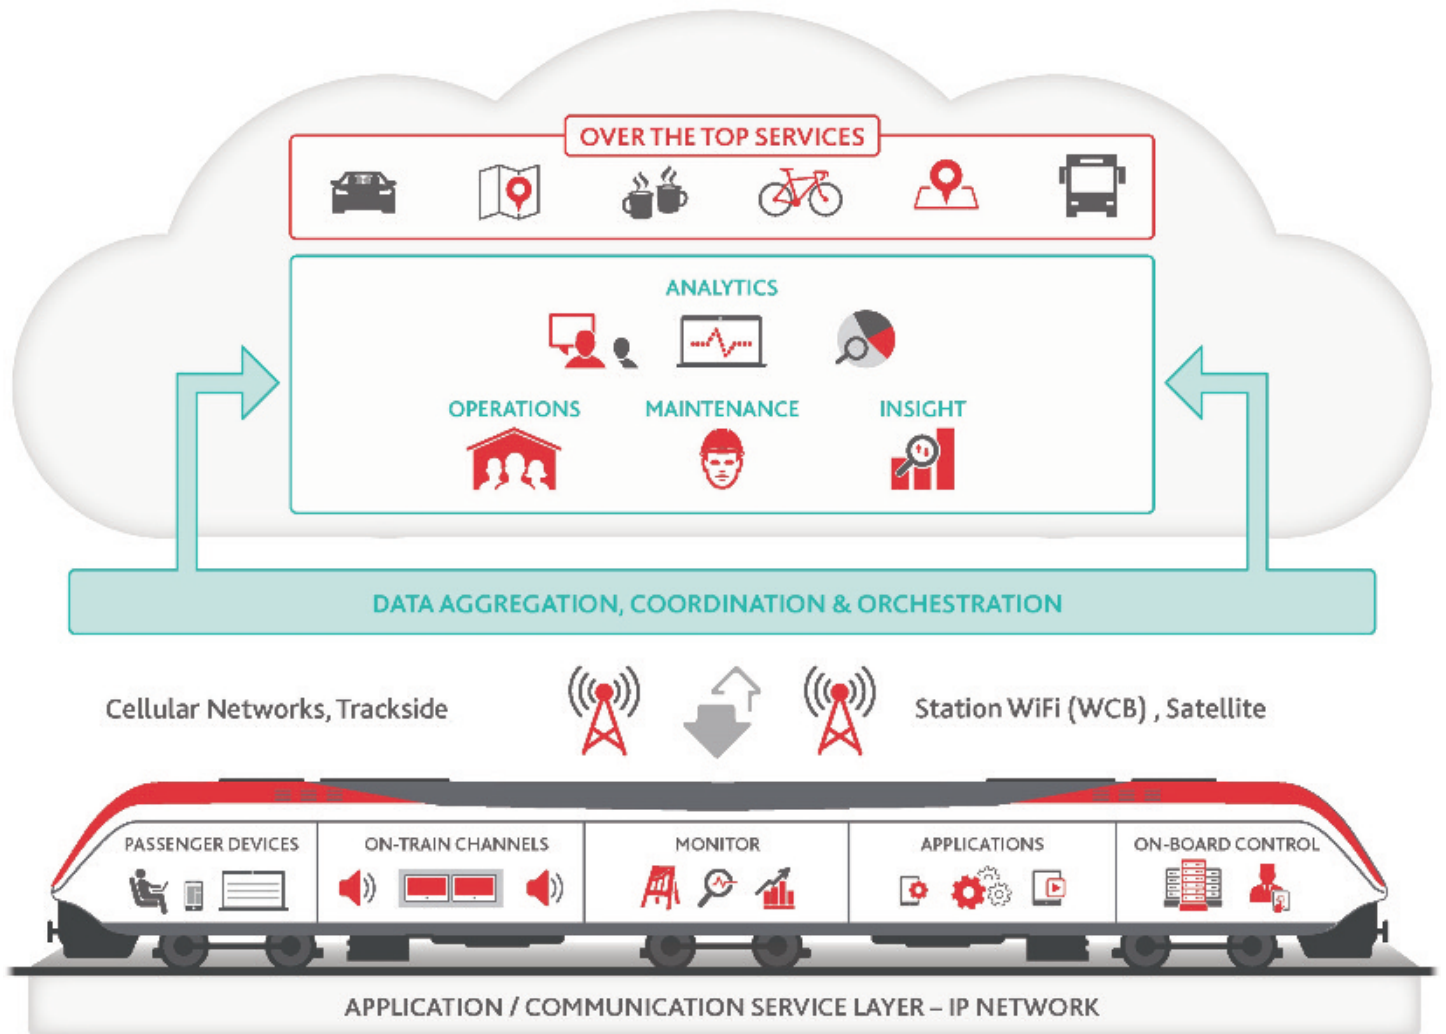 OVER THE TOP SERVICES
ANALYTICS
OPERATIONS
MAINTENANCE
INSIGHT
DATA AGGREGATION, COORDINATION & ORCHESTRATION
Cellular Networks, Trackside
Station WiFi (WCB) , Satellite
PASSENGER DEVICES
ON-TRAIN CHANNELS
MONITOR
APPLICATIONS
ON-BOARD CONTROL
APPLICATION / COMMUNICATION SERVICE LAYER – IP NETWORK